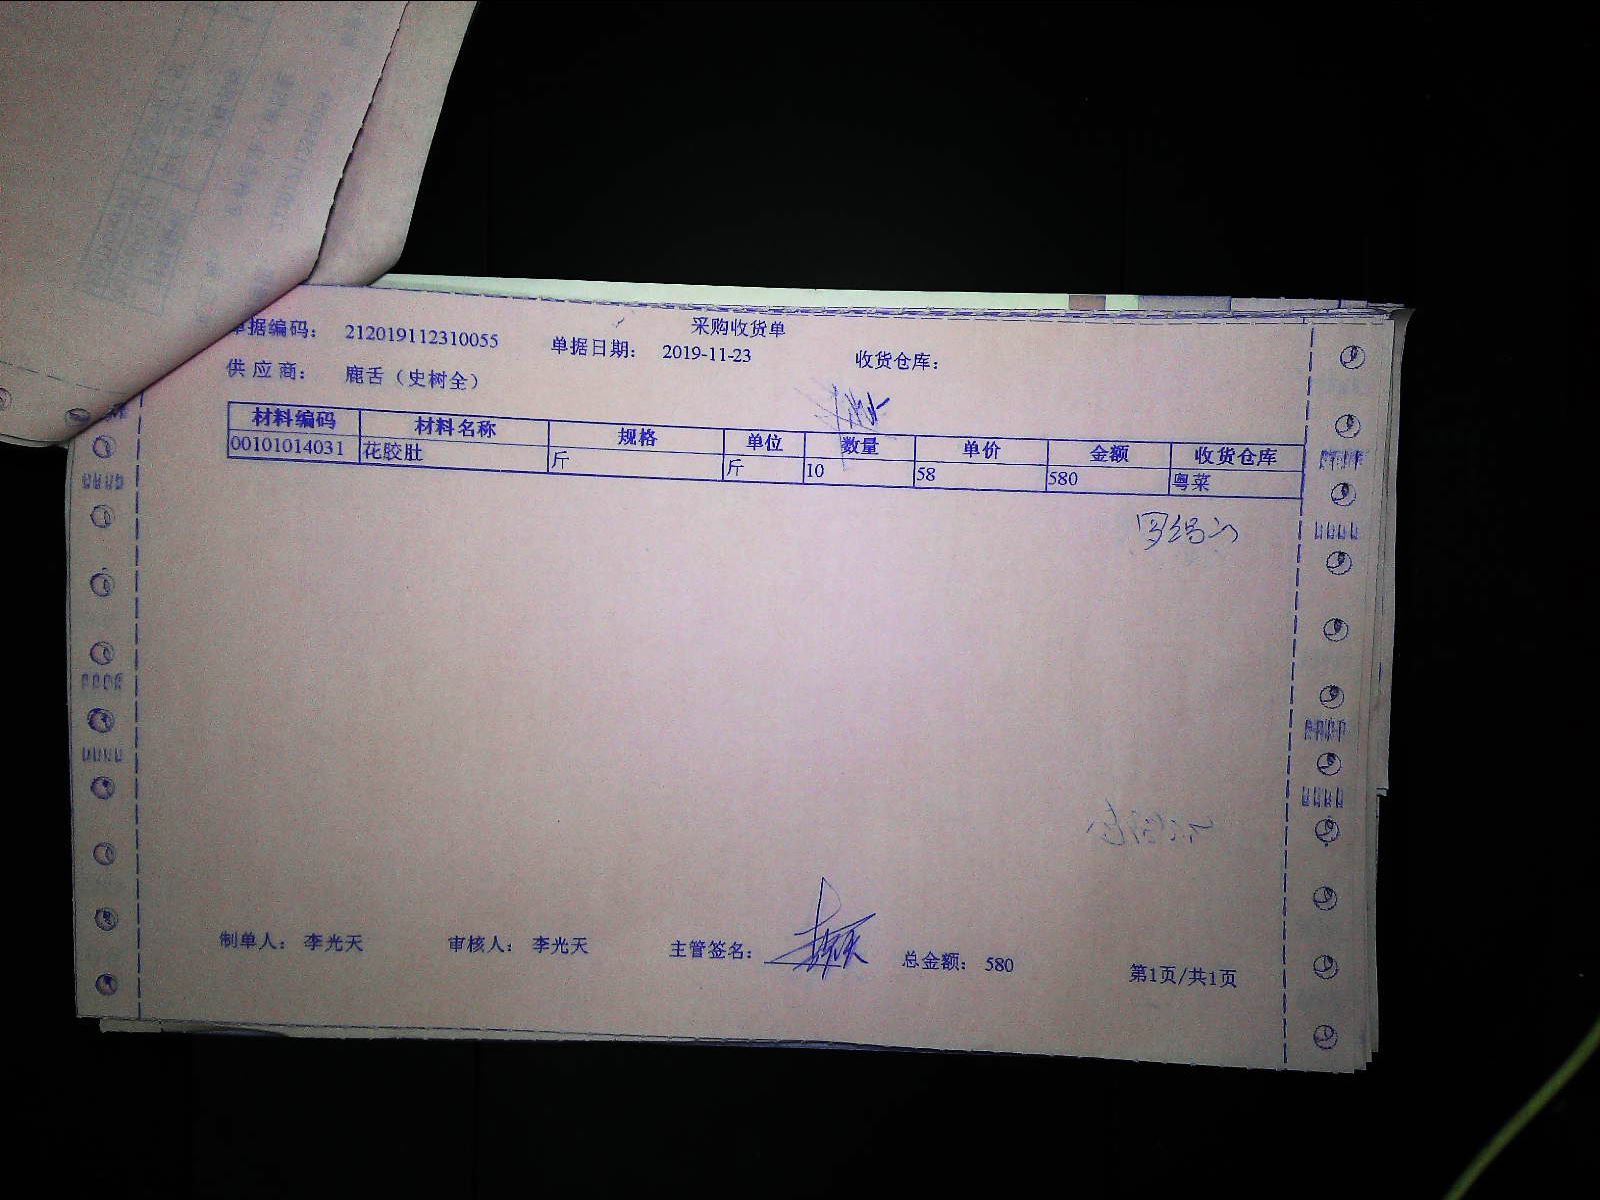 采购收货单
单据编码： 212019112310055 单据日期： 2019-11-23 收货仓库：
供应商： 鹿舌（史树全）
材料编码 材料名称 规格 单位 数量 单价 金额 收货仓库
00101014031 花胶肚 斤 斤 10 58 580 粤菜
制单人： 李光天 审核人： 李光天 主管签名： 总金额： 580 第1页/共1页